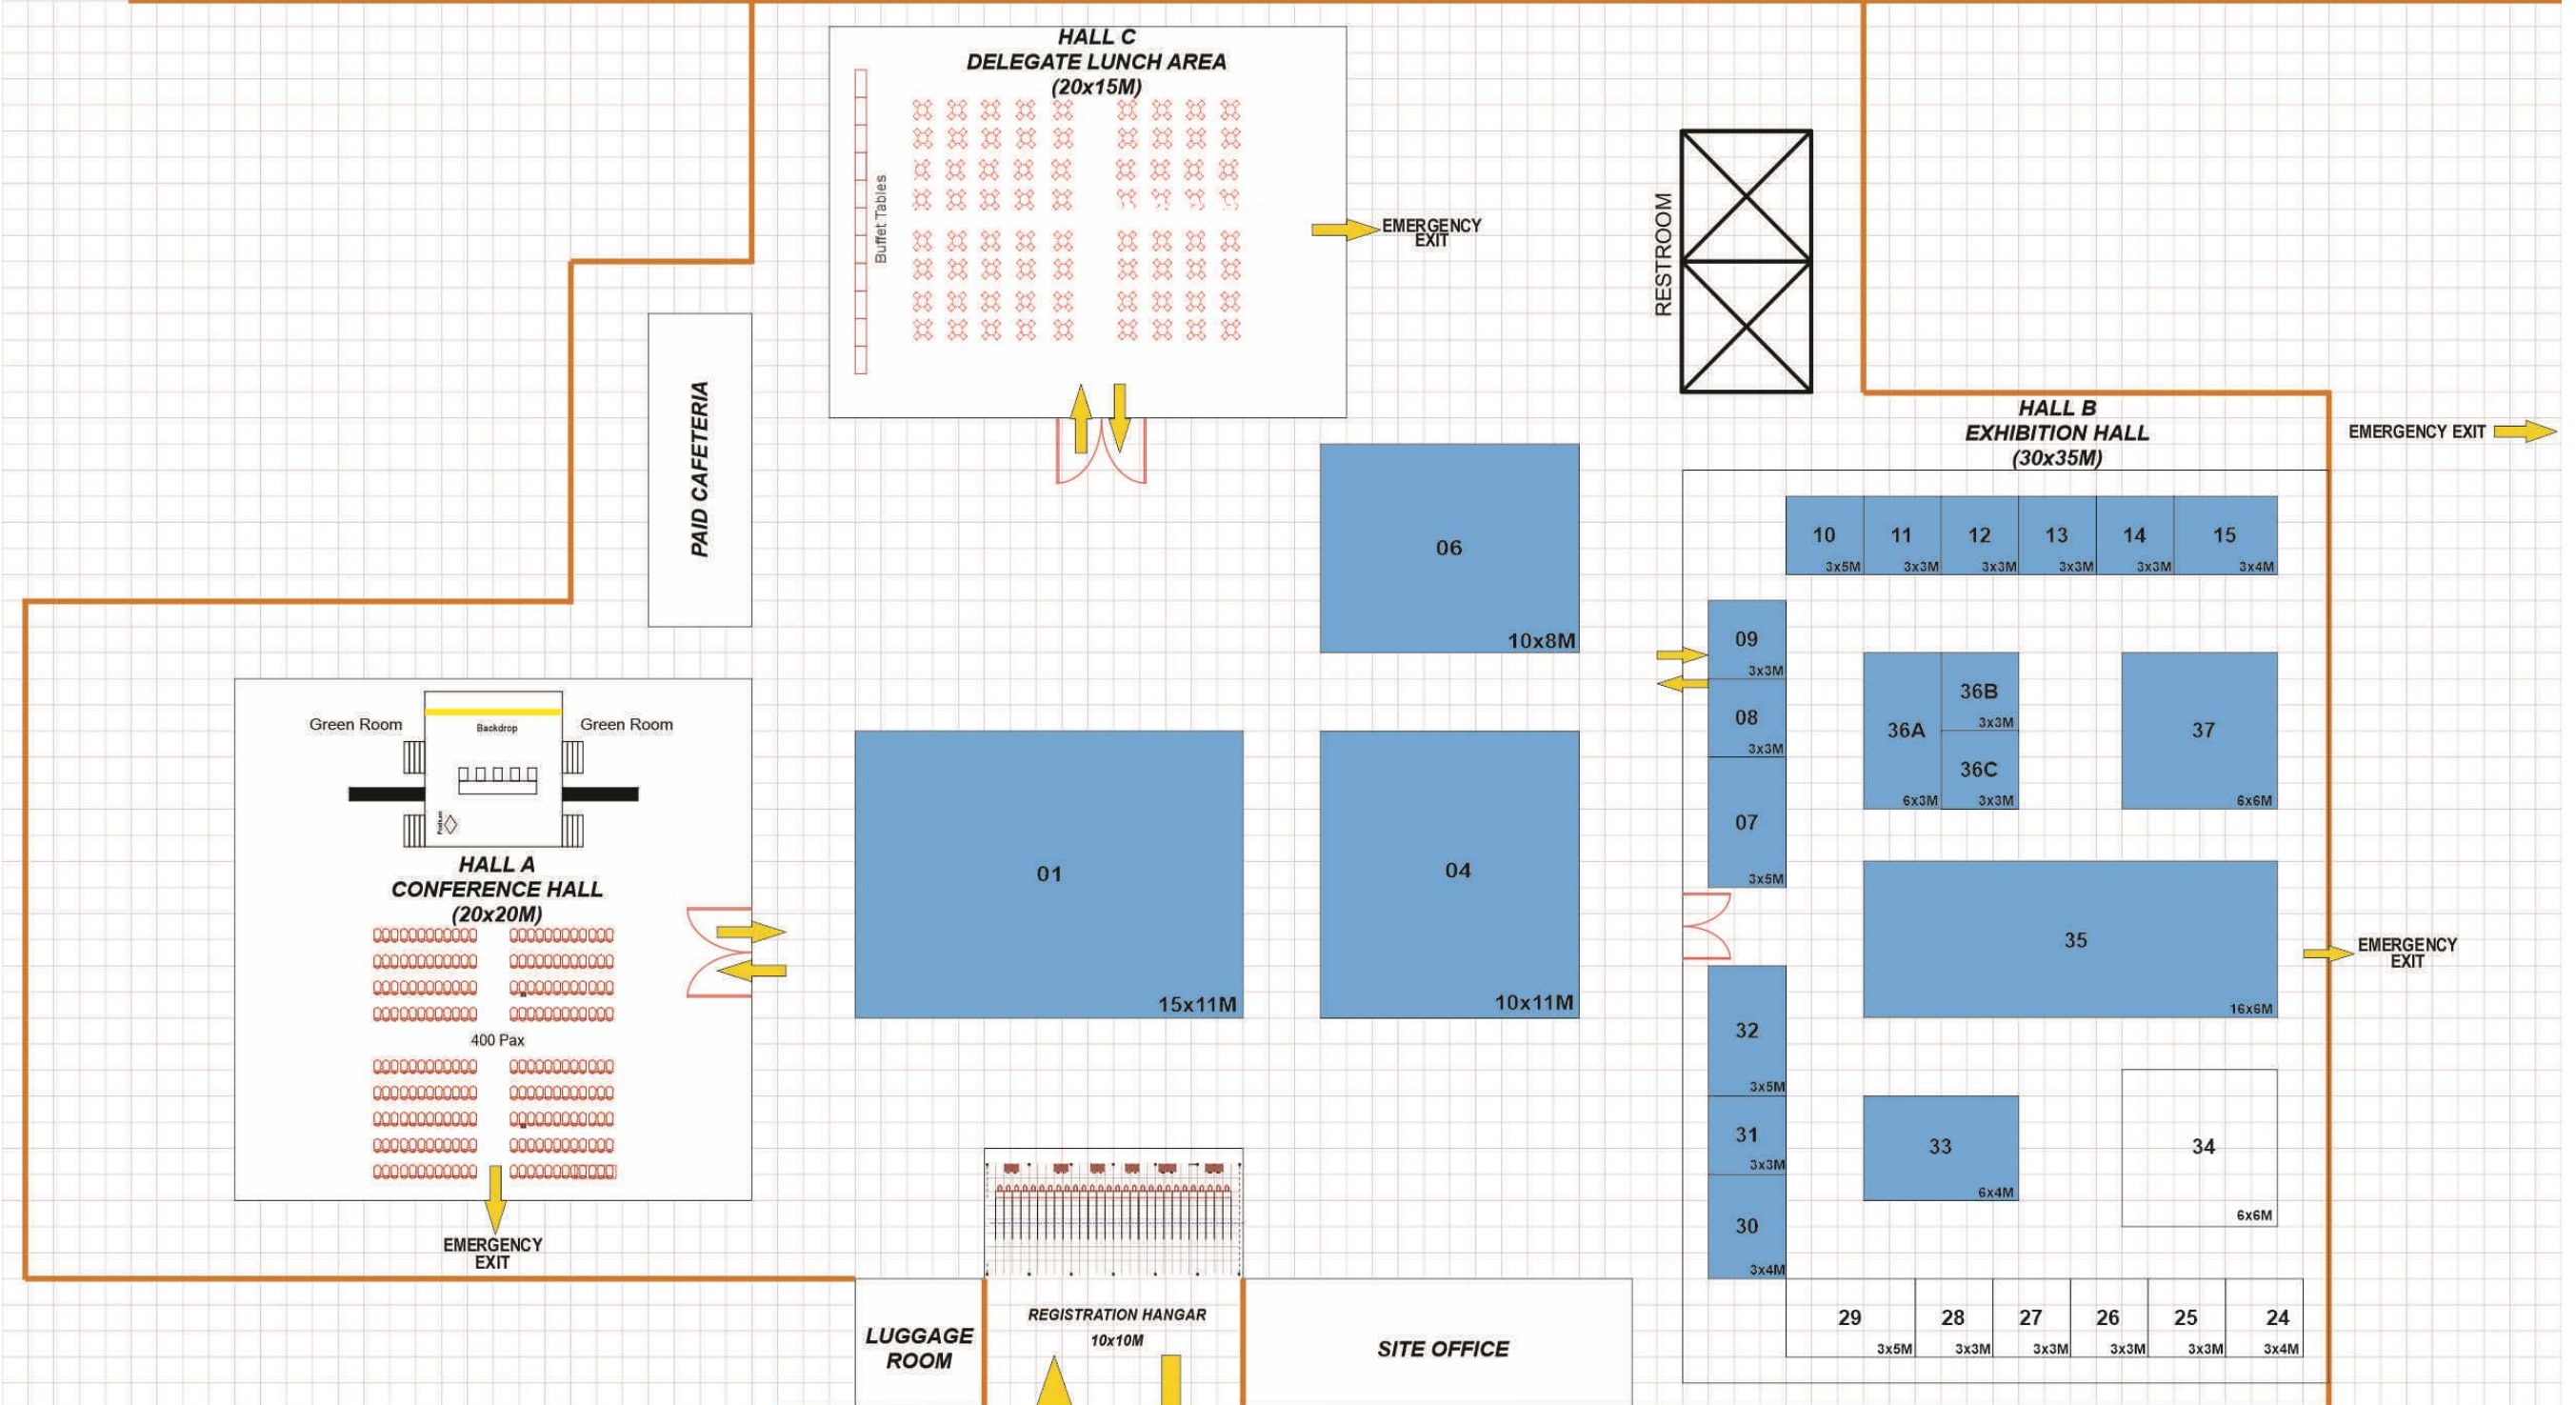 HALL C
DELEGATE LUNCH AREA
(20x15M)
Buffet Tables
EMERGENCY
EXIT
RESTROOM
PAID CAFETERIA
HALL B
EXHIBITION HALL
(30x35M)
EMERGENCY EXIT
06
10x8M
10
3x5M
11
3x3M
12
3x3M
13
3x3M
14
3x3M
15
3x4M
09
3x3M
08
3x3M
07
3x5M
36A
6x3M
36B
3x3M
36C
3x3M
37
6x6M
Green Room
Backdrop
Green Room
Podium
HALL A
CONFERENCE HALL
(20x20M)
400 Pax
EMERGENCY
EXIT
01
15x11M
04
10x11M
35
16x6M
EMERGENCY
EXIT
32
3x5M
31
3x3M
30
3x4M
33
6x4M
34
6x6M
29
3x5M
28
3x3M
27
3x3M
26
3x3M
25
3x3M
24
3x4M
LUGGAGE
ROOM
REGISTRATION HANGAR
10x10M
SITE OFFICE